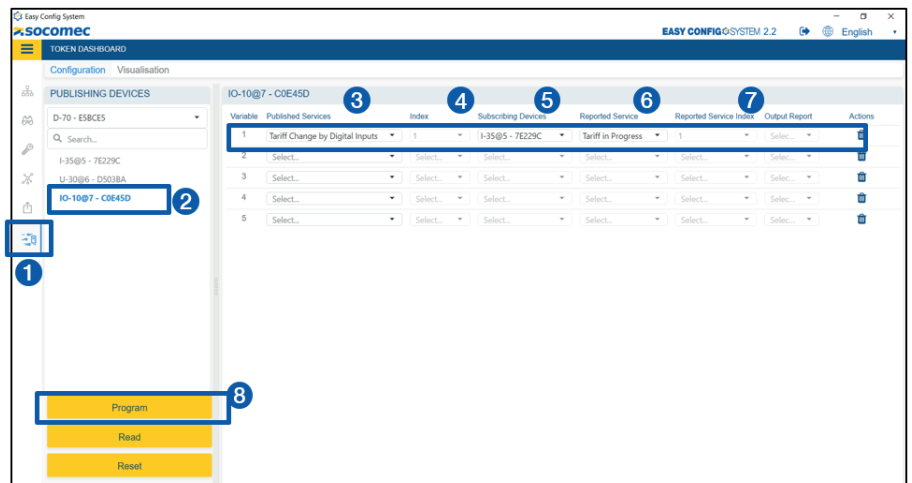 Easy Config System
socomec
EASY CONFIG SYSTEM 2.2 English
TOKEN DASHBOARD
Configuration Visualisation
PUBLISHING DEVICES
IO-10@7 - C0E45D
3 4 5 6 7
D-70 - E5BCE5
Variable Published Services Index Subscribing Devices Reported Service Reported Service Index Output Report Actions
Search...
1 Tariff Change by Digital Inputs 1 I-35@5 - 7E229C Tariff in Progress 1 Selec...
I-35@5 - 7E229C
2 Select... Select... Select... Select... Select... Selec...
U-30@6 - D503BA
3 Select... Select... Select... Select... Select... Selec...
IO-10@7 - C0E45D 2
4 Select... Select... Select... Select... Select... Selec...
5 Select... Select... Select... Select... Select... Selec...
1
8
Program
Read
Reset